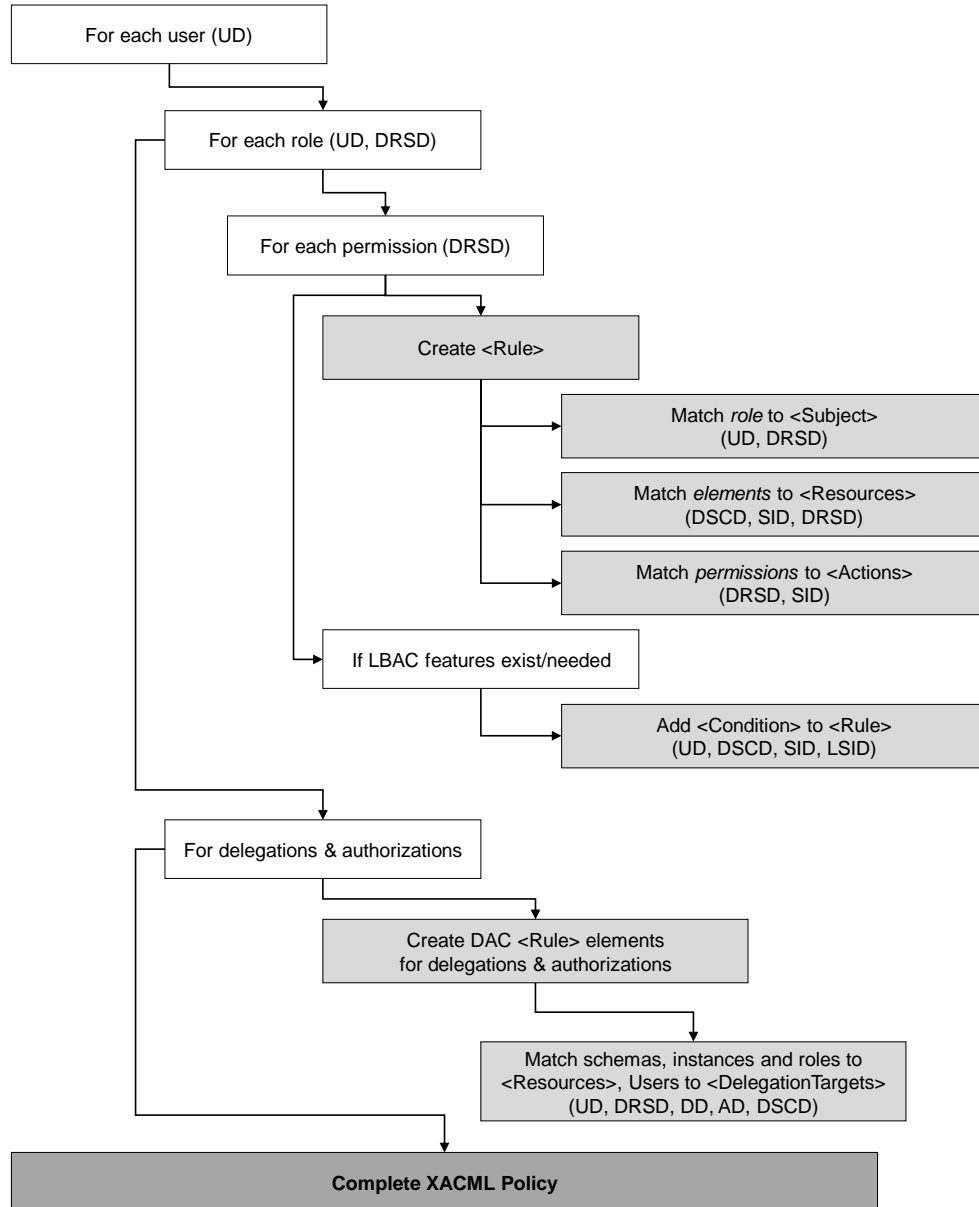 For each user (UD)
For each role (UD, DRSD)
For each permission (DRSD)
Create <Rule>
Match role to <Subject>
(UD, DRSD)
Match elements to <Resources>
(DSCD, SID, DRSD)
Match permissions to <Actions>
(DRSD, SID)
If LBAC features exist/needed
Add <Condition> to <Rule>
(UD, DSCD, SID, LSID)
For delegations & authorizations
Create DAC <Rule> elements
for delegations & authorizations
Match schemas, instances and roles to
<Resources>, Users to <DelegationTargets>
(UD, DRSD, DD, AD, DSCD)
Complete XACML Policy